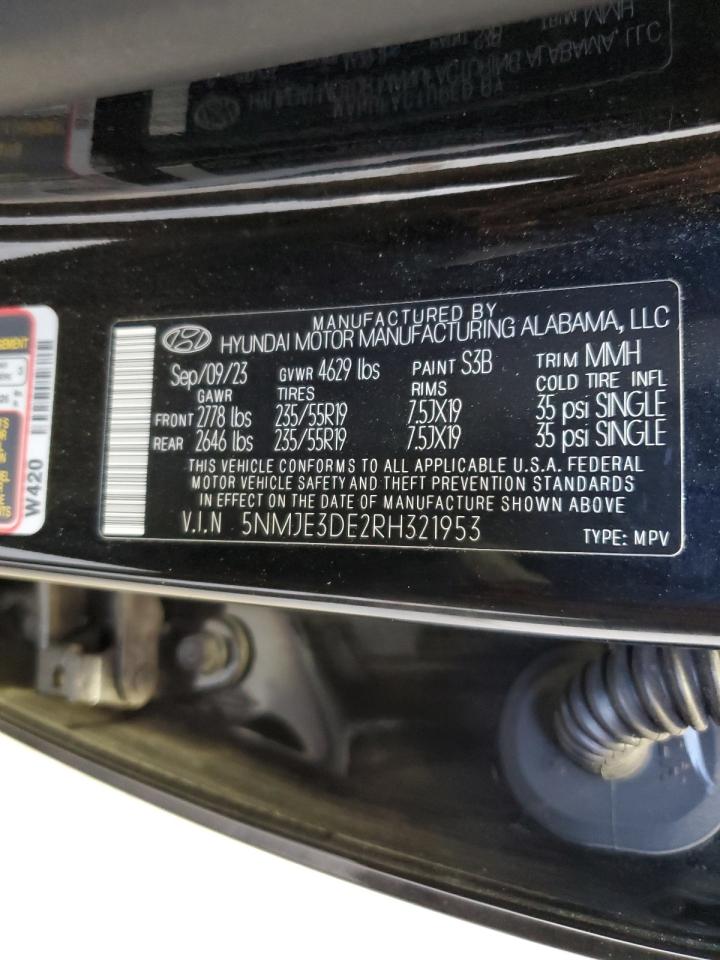 MANUFACTURED BY
HYUNDAI MOTOR MANUFACTURING ALABAMA, LLC
Sep/09/23 GVWR 4629 lbs PAINT S3B TRIM MMH
GAWR TIRES RIMS COLD TIRE INFL
FRONT 2778 lbs 235/55R19 7.5JX19 35 psi SINGLE
REAR 2646 lbs 235/55R19 7.5JX19 35 psi SINGLE
THIS VEHICLE CONFORMS TO ALL APPLICABLE U.S.A. FEDERAL
MOTOR VEHICLE SAFETY AND THEFT PREVENTION STANDARDS
IN EFFECT ON THE DATE OF MANUFACTURE SHOWN ABOVE
V.I.N 5NMJE3DE2RH321953 TYPE: MPV
W420